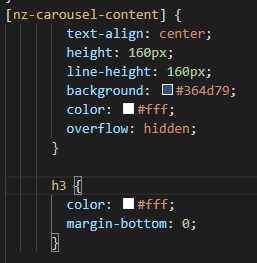 [nz-carousel-content] {
text-align: center;
height: 160px;
line-height: 160px;
background: #364d79;
color: #fff;
overflow: hidden;
}
h3 {
color: #fff;
margin-bottom: 0;
}